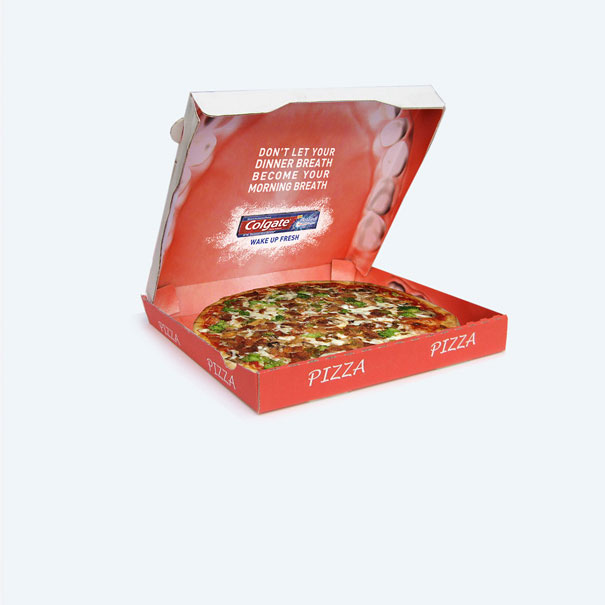 DON'T LET YOUR
DINNER BREATH
BECOME YOUR
MORNING BREATH
Colgate
WAKE UP FRESH
PIZZA
PIZZA
PIZZA
PIZZA